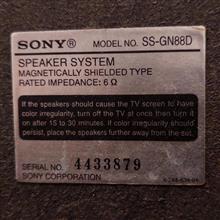 SONY® MODEL NO. SS-GN88D
SPEAKER SYSTEM
MAGNETICALLY SHIELDED TYPE
RATED IMPEDANCE: 6 Ω
If the speakers should cause the TV screen to have
color irregularity, turn off the TV at once then turn it
on after 15 to 30 minutes. If color irregularity should
persist, place the speakers further away from the set.
SERIAL NO. 4433879
SONY CORPORATION